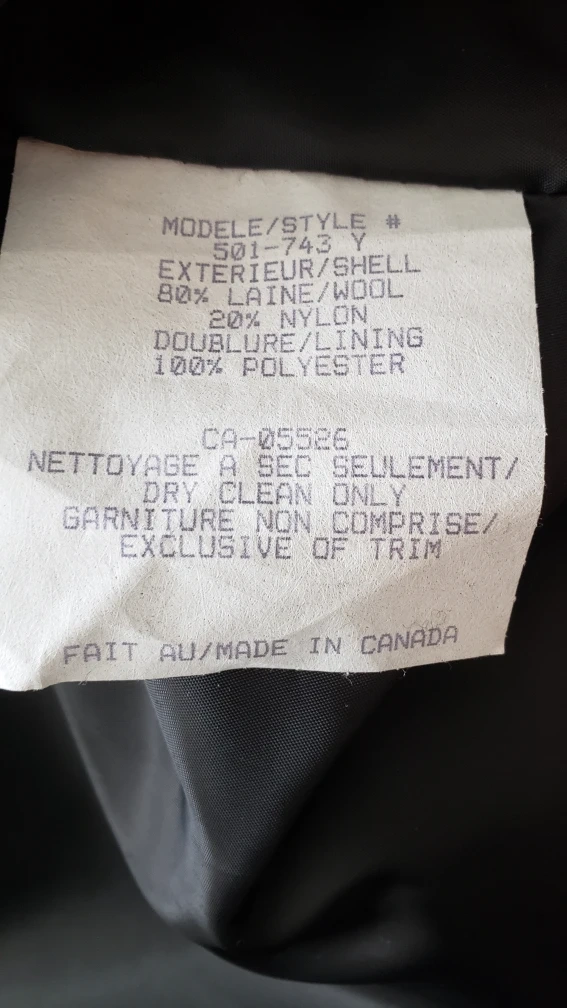 MODELE/STYLE #
501-743 Y
EXTERIEUR/SHELL
80% LAINE/WOOL
20% NYLON
DOUBLURE/LINING
100% POLYESTER
CA-05526
NETTOYAGE A SEC SEULEMENT/
DRY CLEAN ONLY
GARNITURE NON COMPRISE/
EXCLUSIVE OF TRIM
FAIT AU/MADE IN CANADA